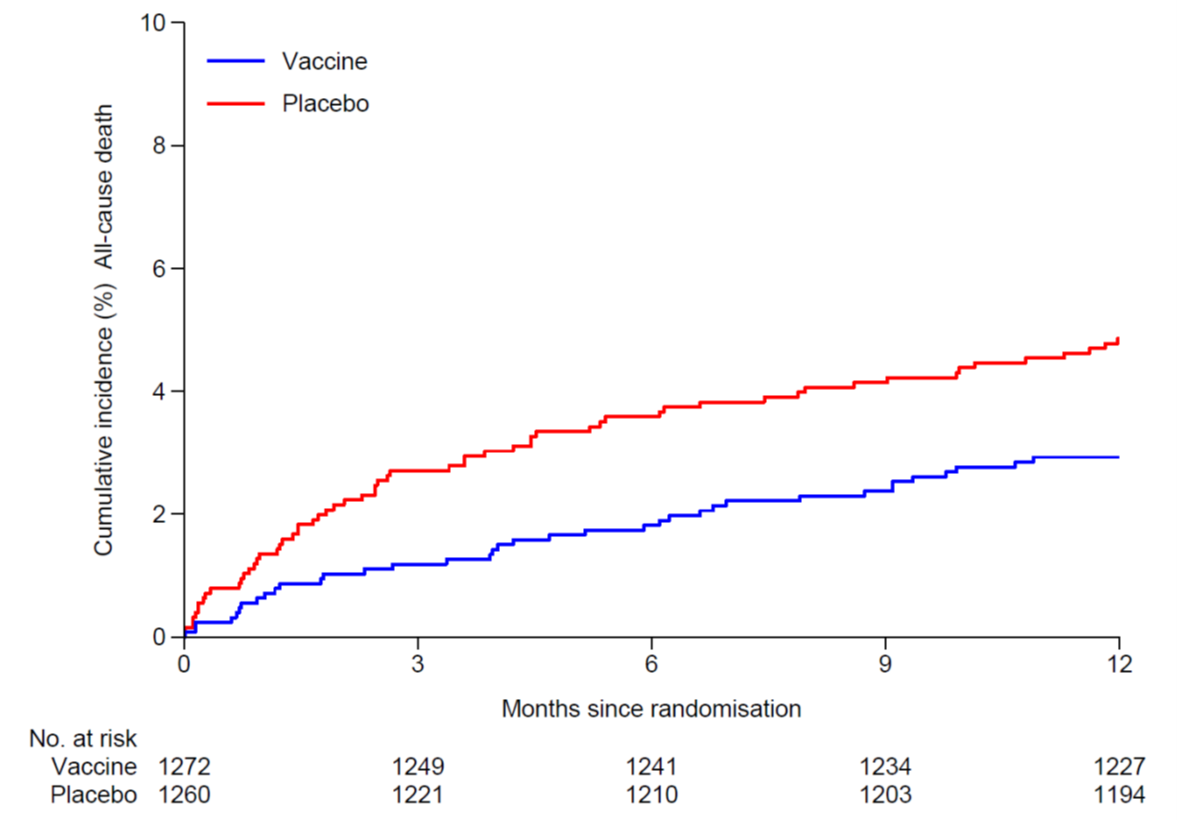 10
8
6
4
2
0
Cumulative incidence (%) All-cause death
Vaccine
Placebo
0 3 6 9 12
Months since randomisation
No. at risk
Vaccine 1272 1249 1241 1234 1227
Placebo 1260 1221 1210 1203 1194